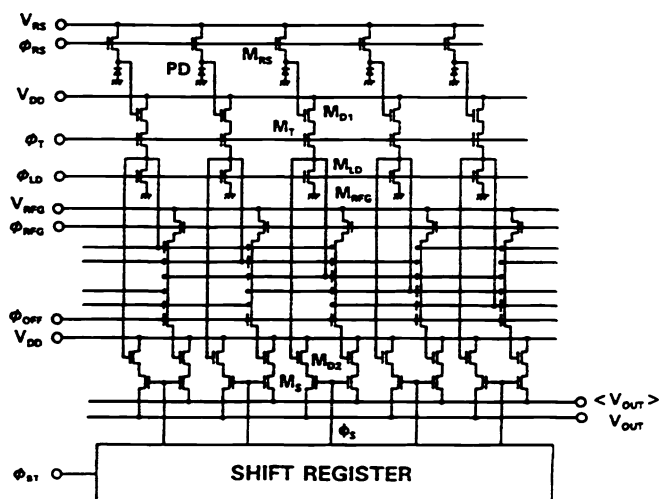 V_RS
ϕ_RS
M_RS
PD
V_DD
M_D1
M_T
ϕ_T
M_LD
ϕ_LD
M_RFG
V_RFG
ϕ_RFG
ϕ_OFF
V_DD
M_D2
M_S
<V_OUT>
V_OUT
ϕ_S
ϕ_BT
SHIFT REGISTER